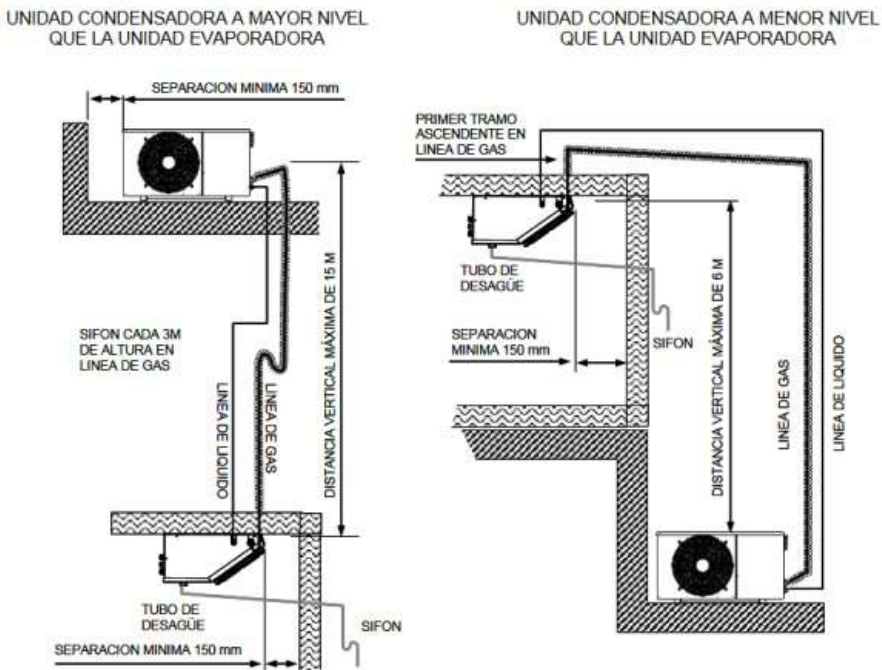 UNIDAD CONDENSADORA A MAYOR NIVEL
QUE LA UNIDAD EVAPORADORA
SEPARACION MINIMA 150 mm
SIFON CADA 3M
DE ALTURA EN
LINEA DE GAS
LINEA DE LIQUIDO
LINEA DE GAS
DISTANCIA VERTICAL MÁXIMA DE 15 M
TUBO DE
DESAGÜE
SIFON
SEPARACION MINIMA 150 mm
UNIDAD CONDENSADORA A MENOR NIVEL
QUE LA UNIDAD EVAPORADORA
PRIMER TRAMO
ASCENDENTE EN
LINEA DE GAS
TUBO DE
DESAGÜE
SEPARACION
MINIMA 150 mm
SIFON
DISTANCIA VERTICAL MÁXIMA DE 6 M
LINEA DE GAS
LINEA DE LIQUIDO